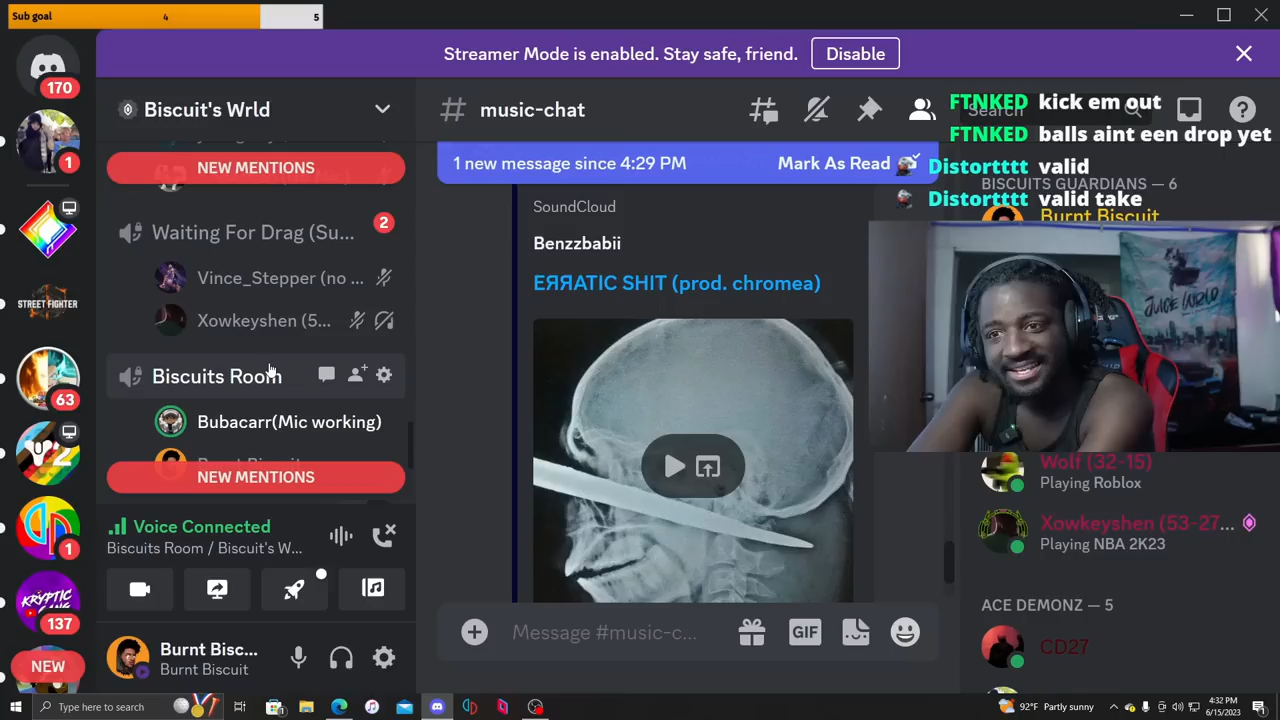 Sub goal
4
5
Streamer Mode is enabled. Stay safe, friend.
Disable
170
1
STREET FIGHTER
63
1
KRYPTIC GANG
137
NEW
Biscuit's Wrld
NEW MENTIONS
Waiting For Drag (Su...
2
Vince_Stepper (no ...
Xowkeyshen (5...
Biscuits Room
Bubacarr(Mic working)
NEW MENTIONS
Voice Connected
Biscuits Room / Biscuit's W...
Burnt Bisc...
Burnt Biscuit
music-chat
Search
1 new message since 4:29 PM
Mark As Read
SoundCloud
Benzzbabii
EЯЯATIC SHIT (prod. chromea)
Message #music-c...
GIF
FTNKED kick em out
FTNKED balls aint een drop yet
Distortttt valid
Distortttt valid take
BISCUITS GUARDIANS — 6
Burnt Biscuit
JUICE WRLD
Wolf (32-15)
Playing Roblox
Xowkeyshen (53-27...
Playing NBA 2K23
ACE DEMONZ — 5
CD27
Type here to search
92°F Partly sunny
4:32 PM
6/15/2023